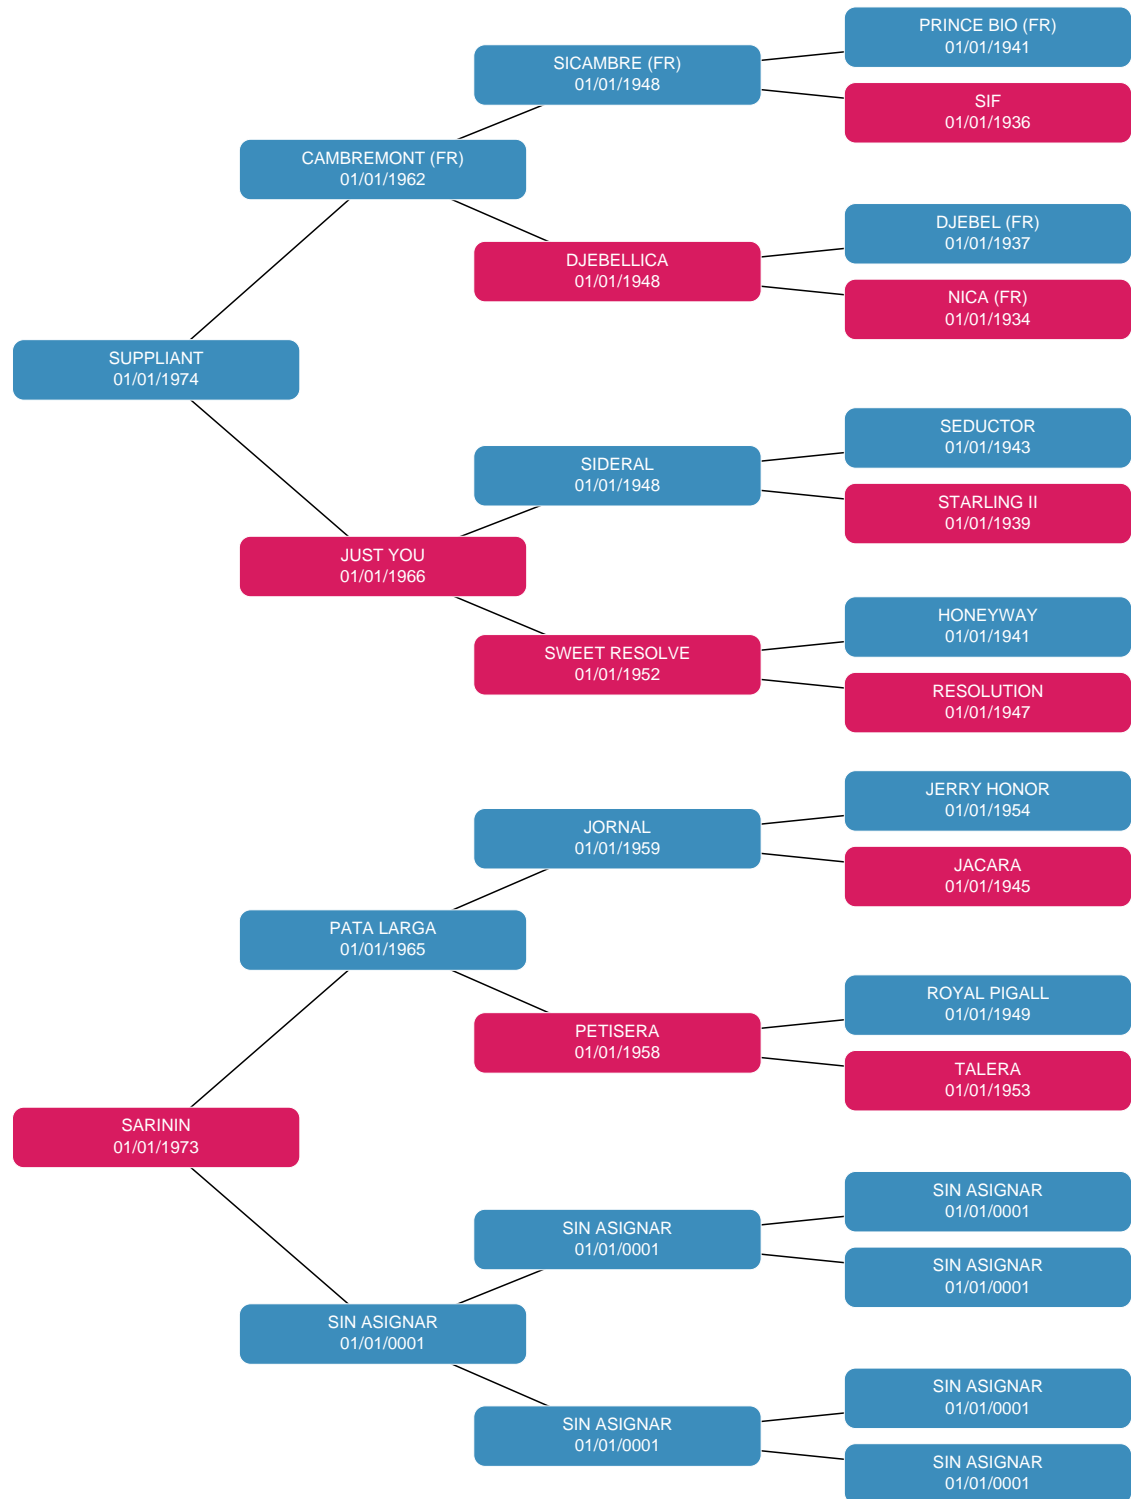 PRINCE BIO (FR)
01/01/1941
SICAMBRE (FR)
01/01/1948
SIF
01/01/1936
CAMBREMONT (FR)
01/01/1962
DJEBEL (FR)
01/01/1937
DJEBELLICA
01/01/1948
NICA (FR)
01/01/1934
SUPPLIANT
01/01/1974
SEDUCTOR
01/01/1943
SIDERAL
01/01/1948
STARLING II
01/01/1939
JUST YOU
01/01/1966
HONEYWAY
01/01/1941
SWEET RESOLVE
01/01/1952
RESOLUTION
01/01/1947
JERRY HONOR
01/01/1954
JORNAL
01/01/1959
JACARA
01/01/1945
PATA LARGA
01/01/1965
ROYAL PIGALL
01/01/1949
PETISERA
01/01/1958
TALERA
01/01/1953
SARININ
01/01/1973
SIN ASIGNAR
01/01/0001
SIN ASIGNAR
01/01/0001
SIN ASIGNAR
01/01/0001
SIN ASIGNAR
01/01/0001
SIN ASIGNAR
01/01/0001
SIN ASIGNAR
01/01/0001
SIN ASIGNAR
01/01/0001